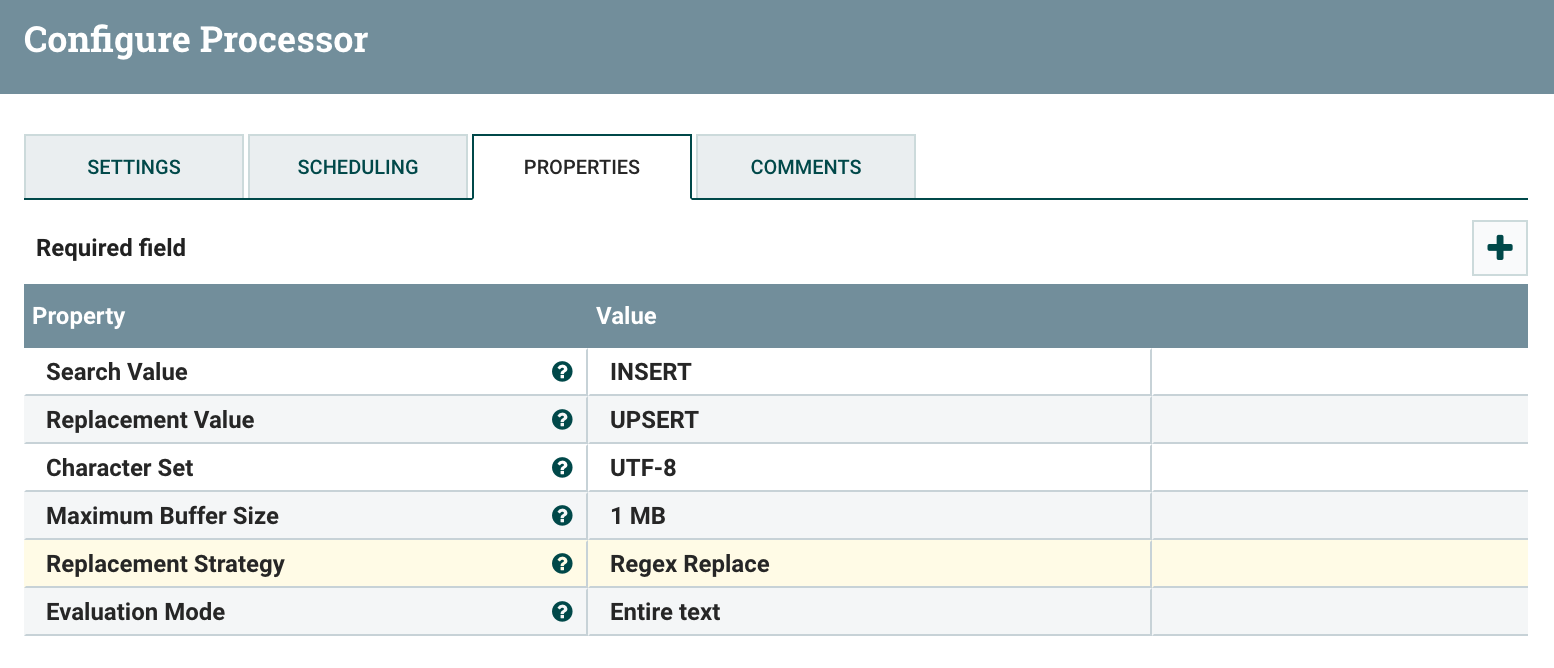 Configure Processor
SETTINGS SCHEDULING PROPERTIES COMMENTS
Required field
Property Value
Search Value INSERT
Replacement Value UPSERT
Character Set UTF-8
Maximum Buffer Size 1 MB
Replacement Strategy Regex Replace
Evaluation Mode Entire text